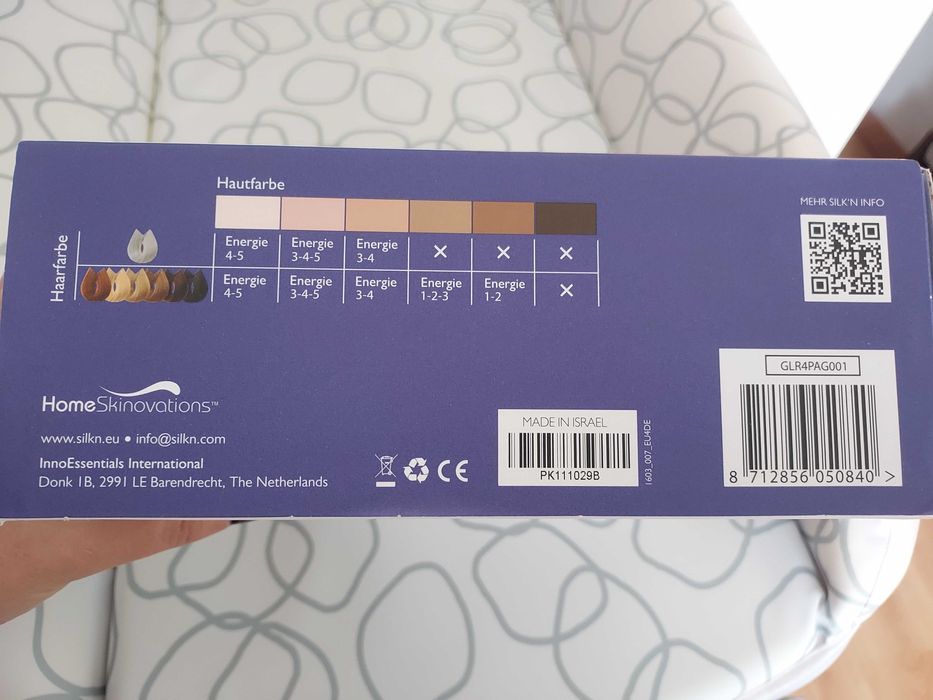 Hautfarbe
MEHR SILK'N INFO
Haarfarbe
Energie
4-5
Energie
3-4-5
Energie
3-4
× × ×
Energie
4-5
Energie
3-4-5
Energie
3-4
Energie
1-2-3
Energie
1-2
×
GLR4PAG001
HomeSkinovations™
MADE IN ISRAEL
www.silkn.eu • info@silkn.com
InnoEssentials International
Donk 1B, 2991 LE Barendrecht, The Netherlands
CE
PK111029B
1603_007_EU4DE
8 712856 050840 >